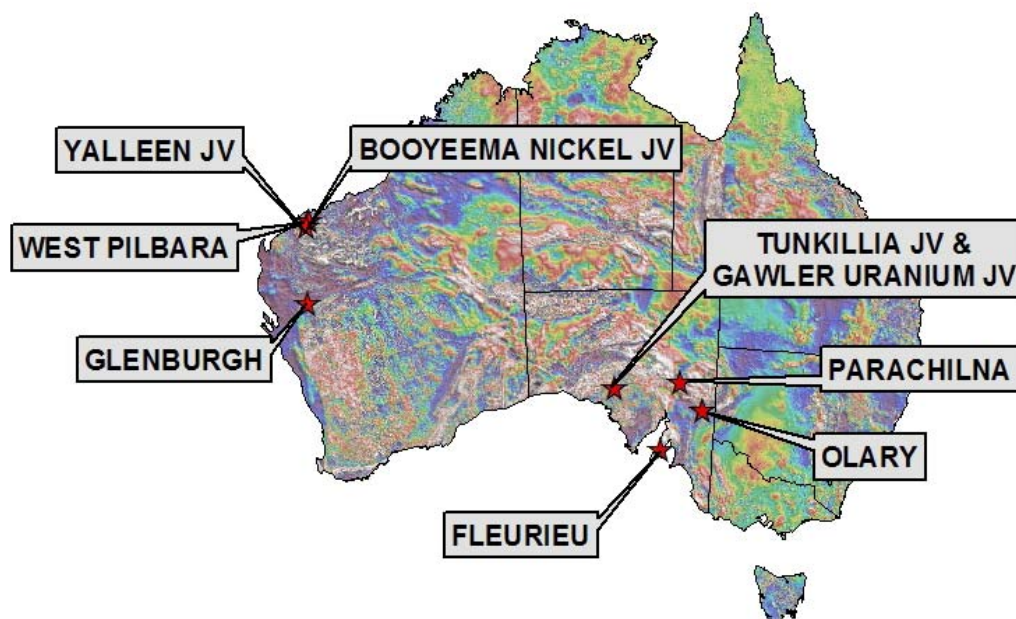 YALLEEN JV
BOOYEEMA NICKEL JV
WEST PILBARA
TUNKILLIA JV &
GAWLER URANIUM JV
GLENBURGH
PARACHILNA
OLARY
FLEURIEU